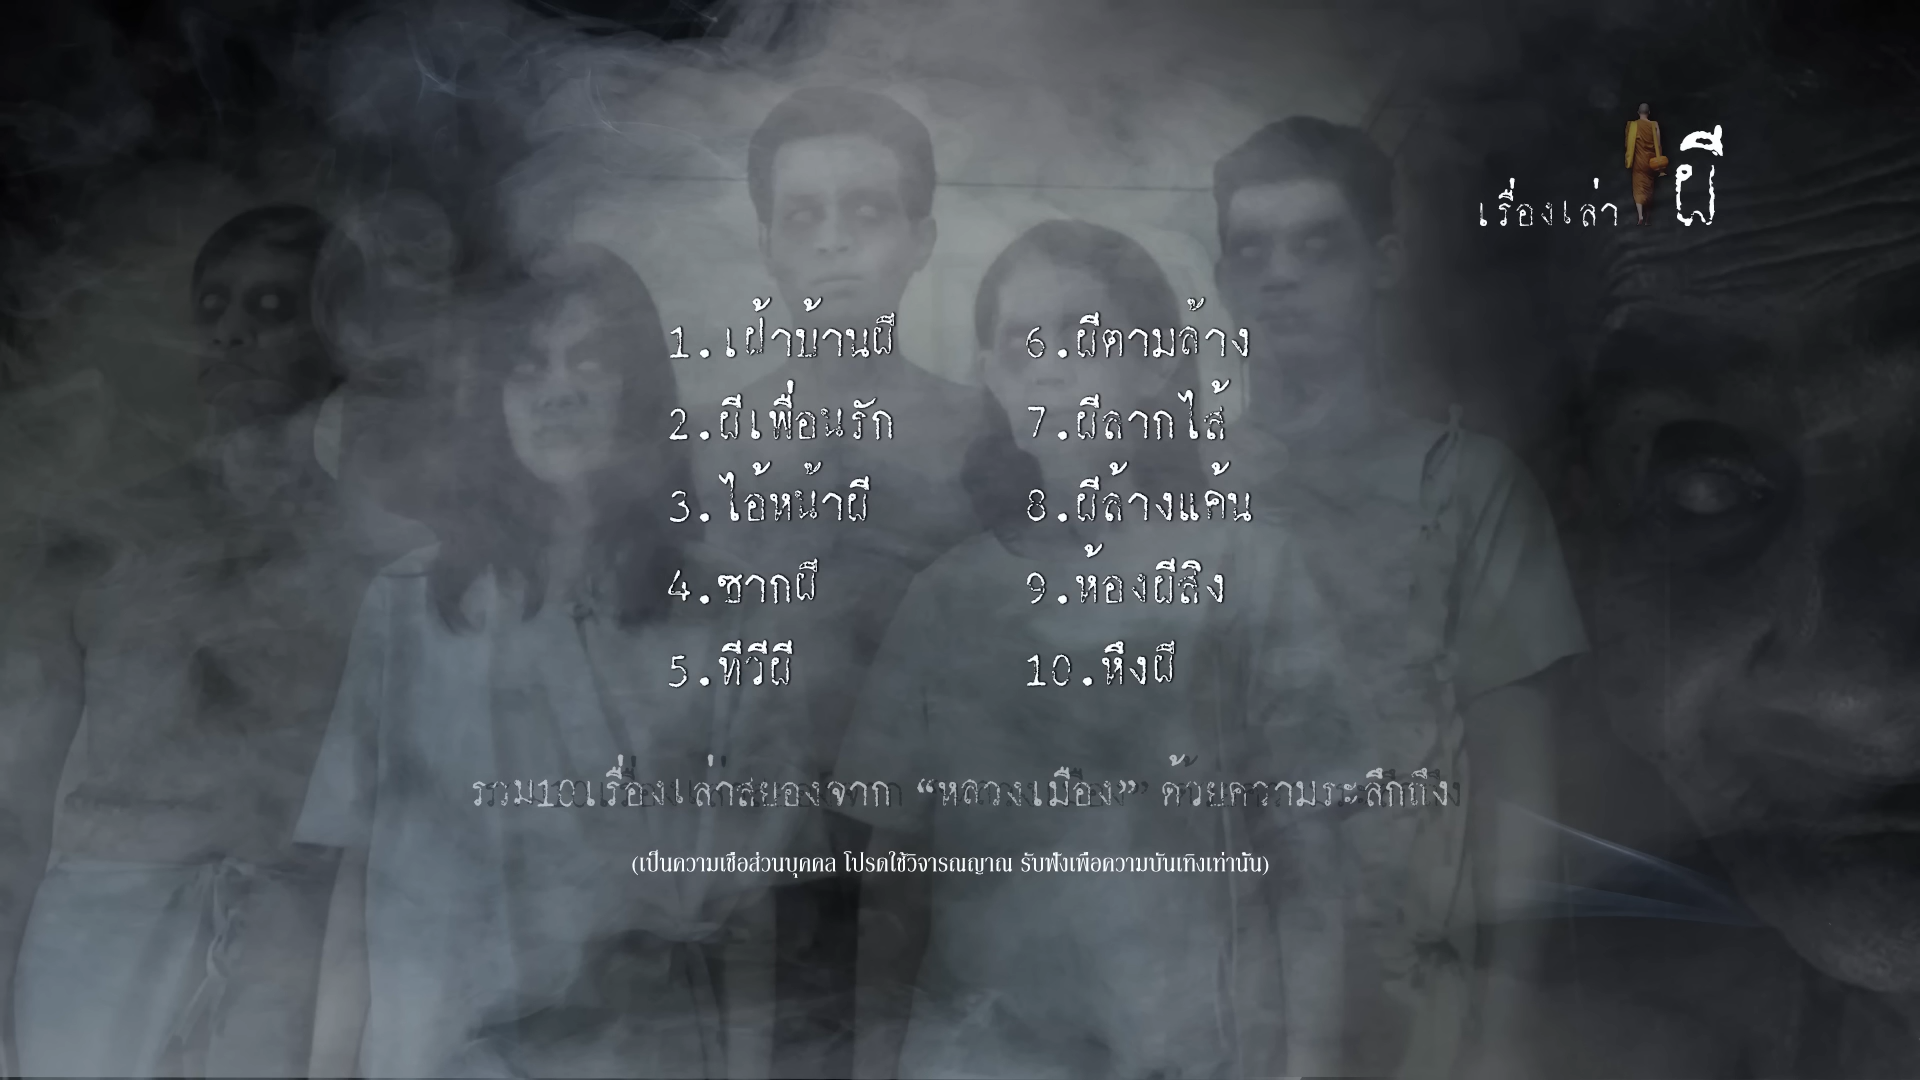 เรื่องเล่า ผี
1.เฝ้าบ้านผี
2.ผีเพื่อนรัก
3.ไอ้หน้าผี
4.ซากผี
5.ทีวีผี
6.ผีตามล้าง
7.ผีลากไส้
8.ผีล้างแค้น
9.ห้องผีสิง
10.หึงผี
รวม10เรื่องเล่าสยองจาก “หลวงเมือง” ด้วยความระลึกถึง
(เป็นความเชื่อส่วนบุคคล โปรดใช้วิจารณญาณ รับฟังเพื่อความบันเทิงเท่านั้น)